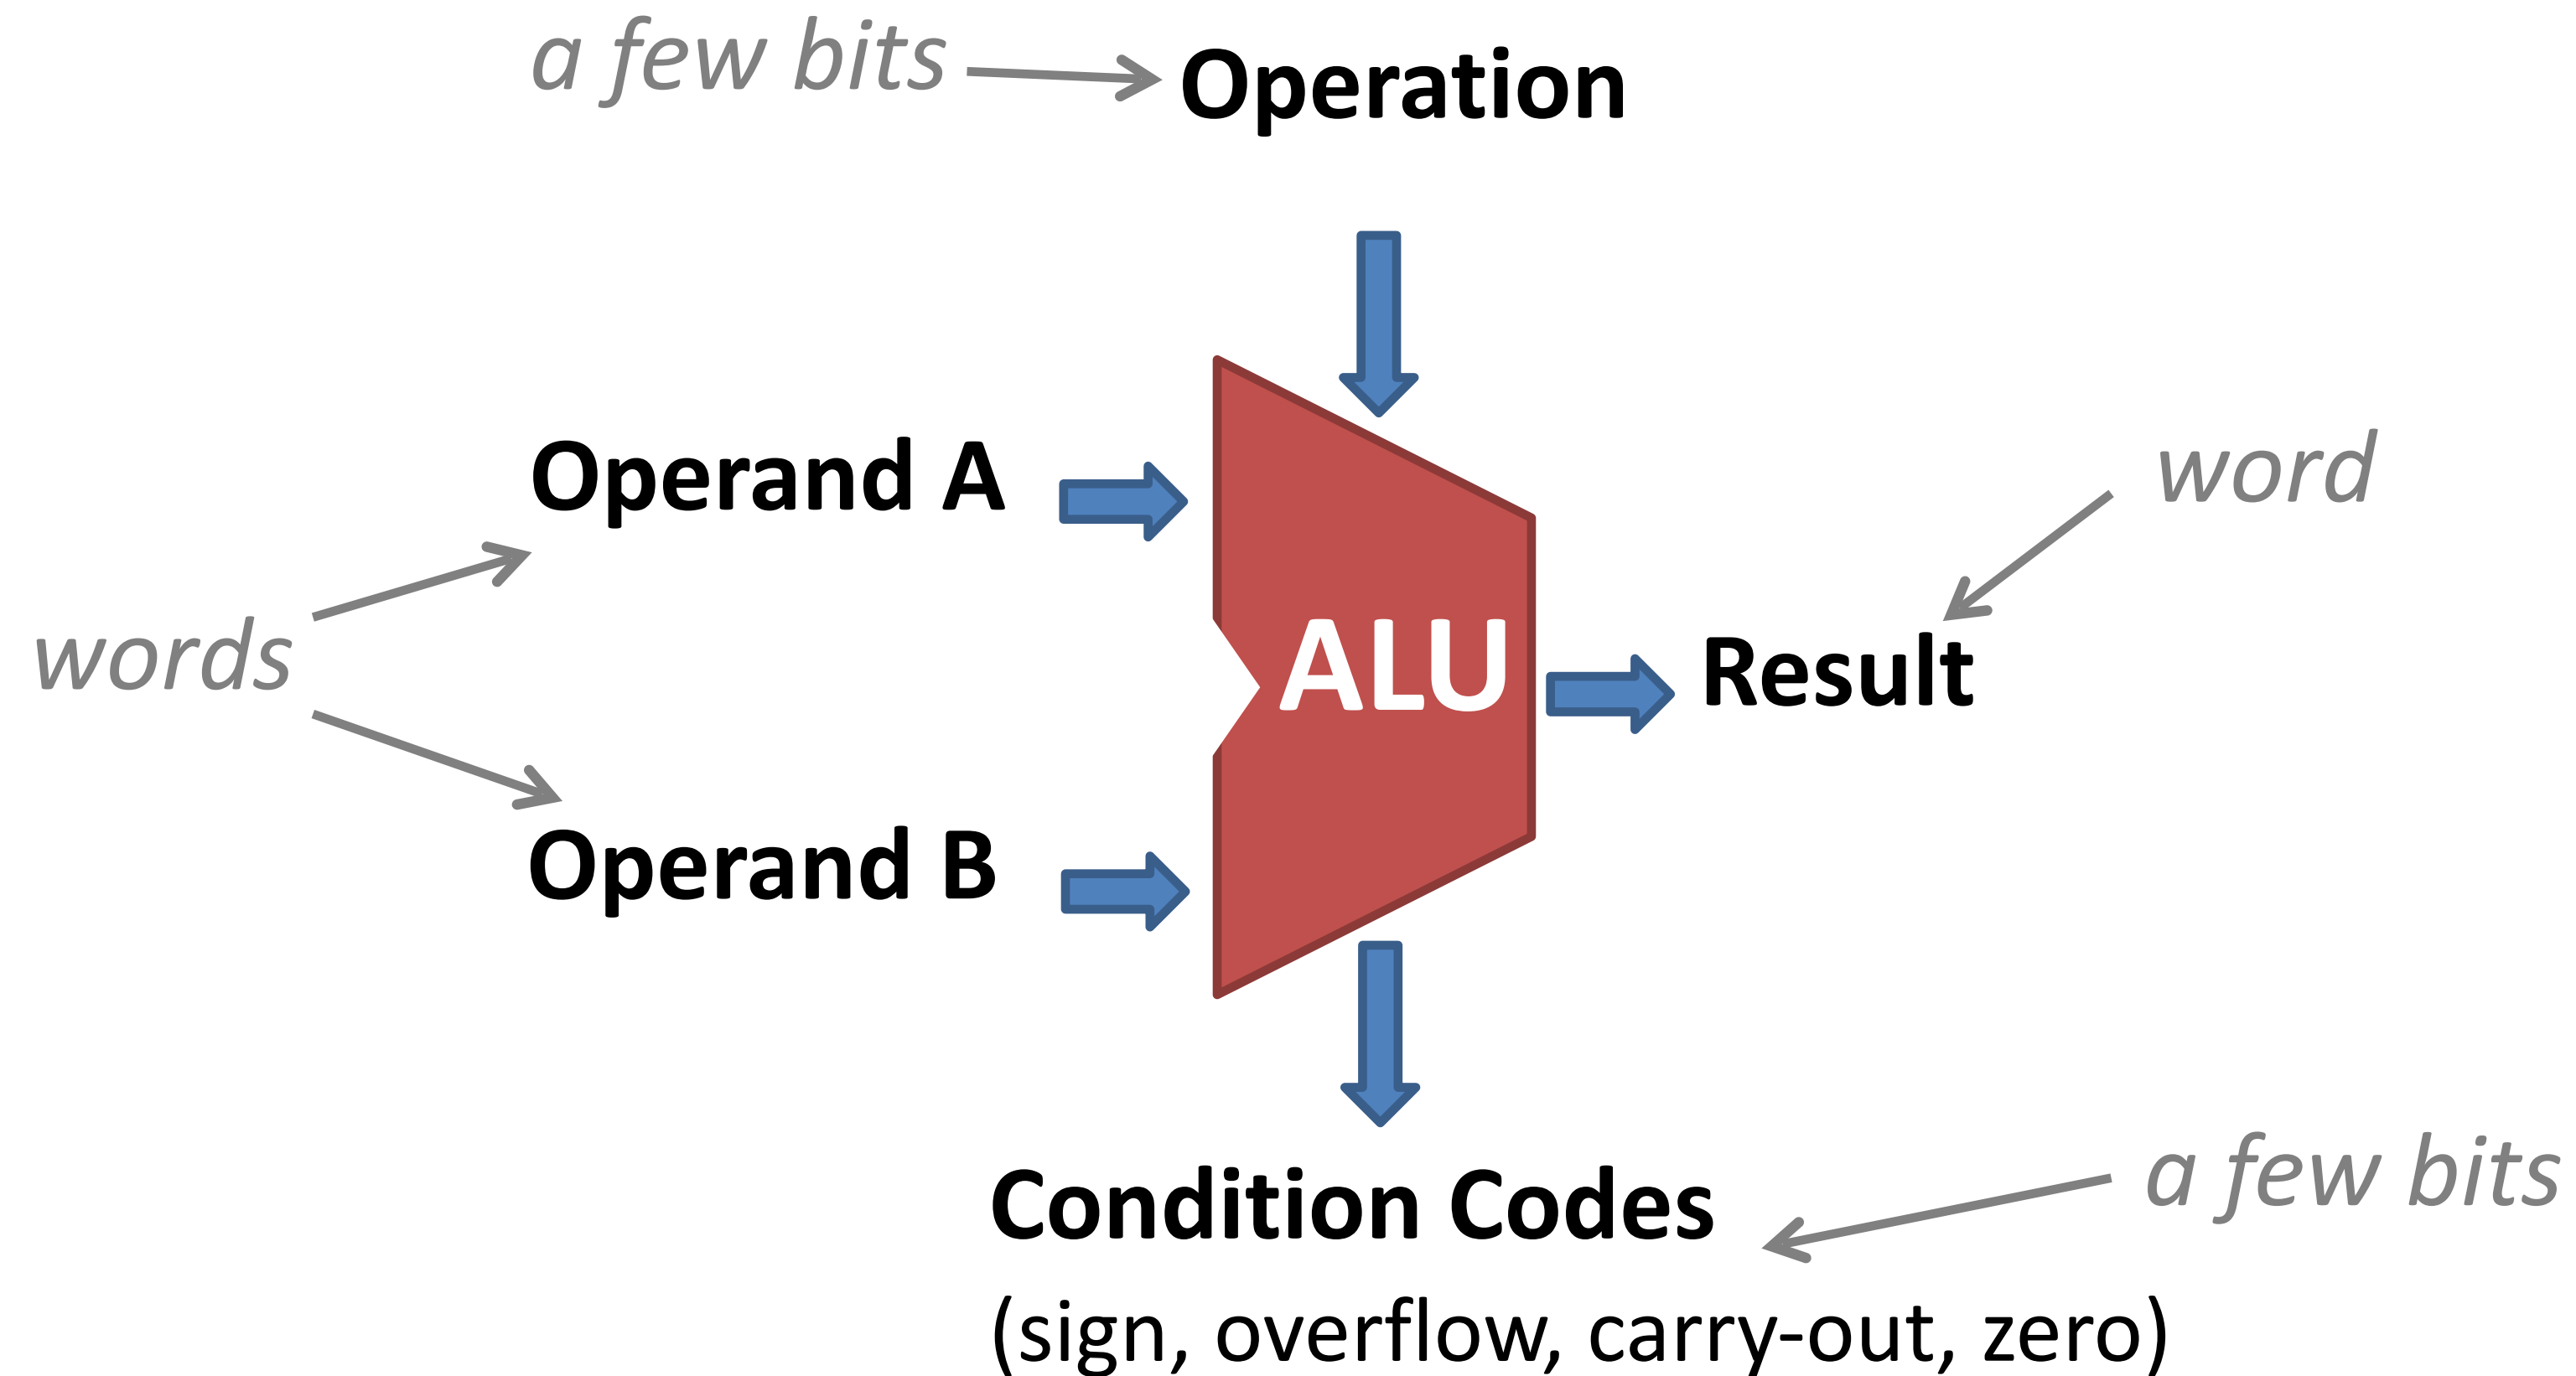 a few bits
Operation
Operand A
word
words
ALU
Result
Operand B
Condition Codes
a few bits
(sign, overflow, carry-out, zero)